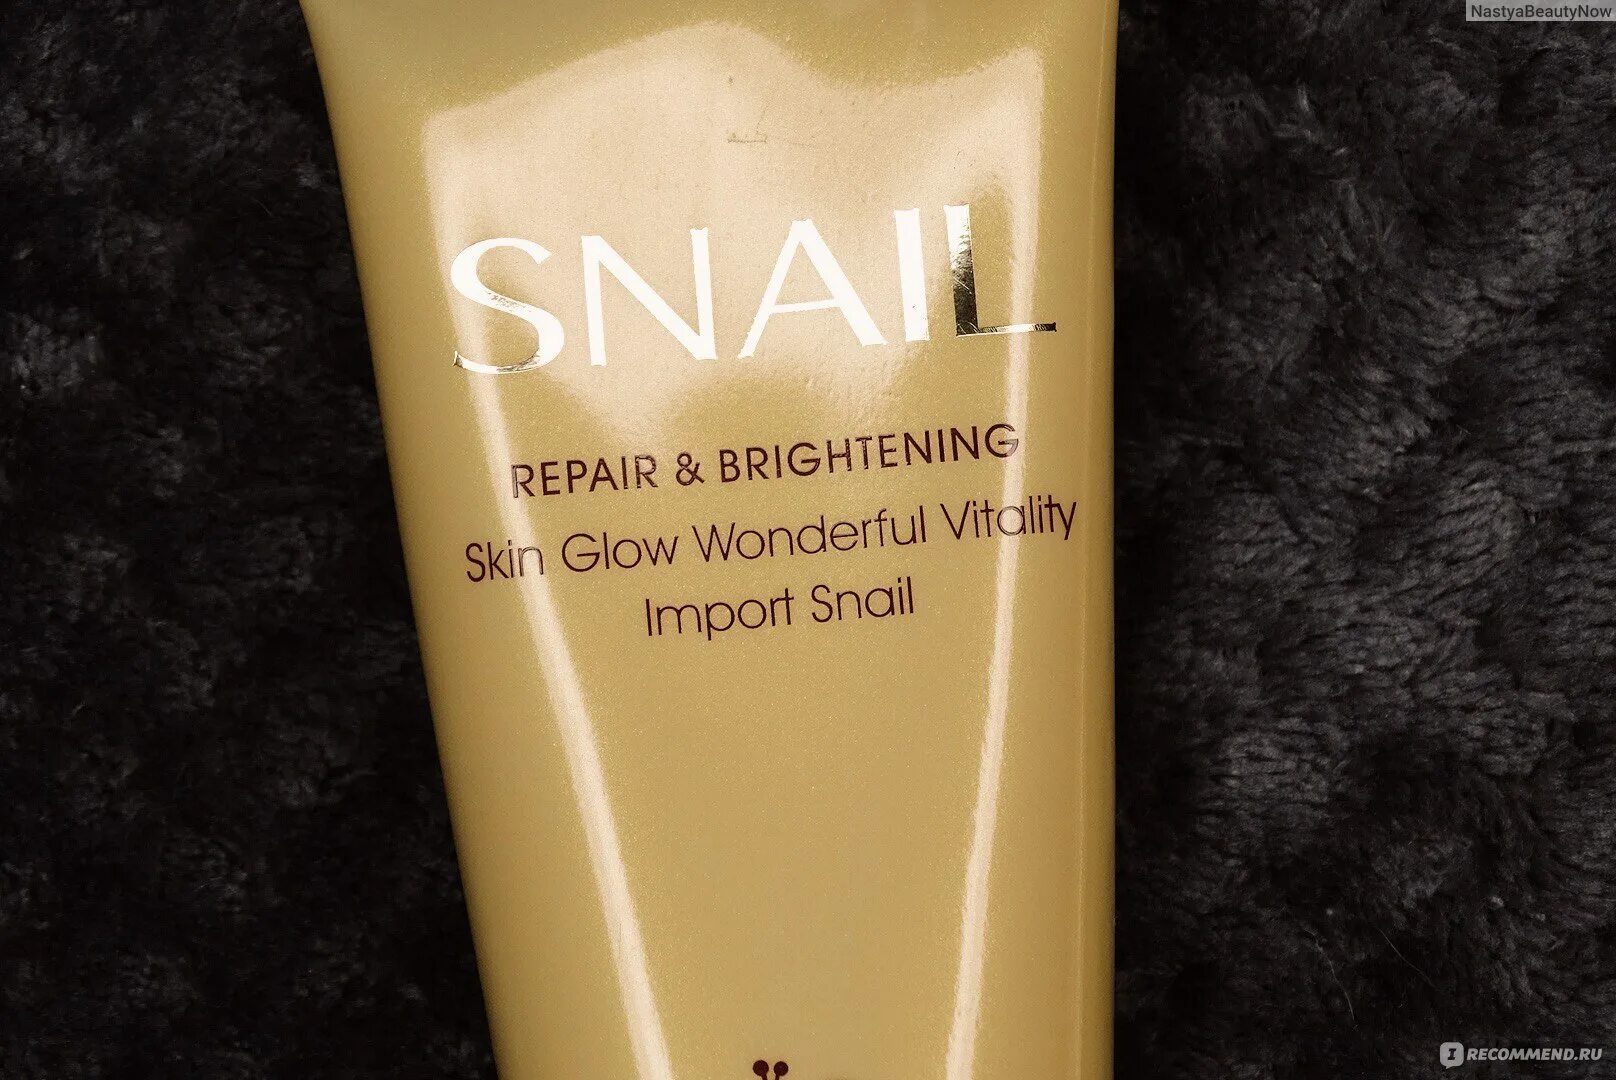 NastyaBeautyNow
SNAIL
REPAIR & BRIGHTENING
Skin Glow Wonderful Vitality
Import Snail
I RECOMMEND.RU